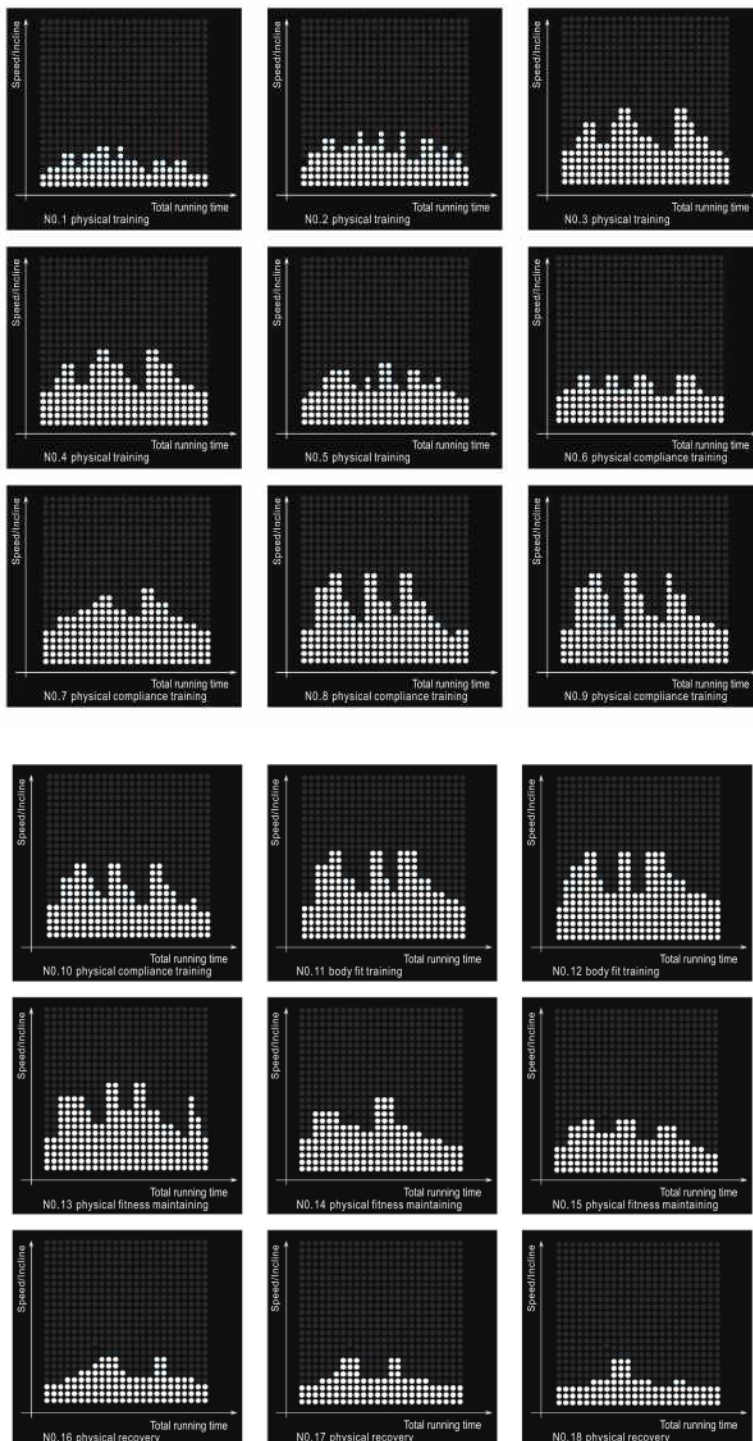 Speed/Incline
Total running time
N0.1 physical training
Speed/Incline
Total running time
N0.2 physical training
Speed/Incline
Total running time
N0.3 physical training
Speed/Incline
Total running time
N0.4 physical training
Speed/Incline
Total running time
N0.5 physical training
Speed/Incline
Total running time
N0.6 physical compliance training
Speed/Incline
Total running time
N0.7 physical compliance training
Speed/Incline
Total running time
N0.8 physical compliance training
Speed/Incline
Total running time
N0.9 physical compliance training
Speed/Incline
Total running time
N0.10 physical compliance training
Speed/Incline
Total running time
N0.11 body fit training
Speed/Incline
Total running time
N0.12 body fit training
Speed/Incline
Total running time
N0.13 physical fitness maintaining
Speed/Incline
Total running time
N0.14 physical fitness maintaining
Speed/Incline
Total running time
N0.15 physical fitness maintaining
Speed/Incline
Total running time
N0.16 physical recovery
Speed/Incline
Total running time
N0.17 physical recovery
Speed/Incline
Total running time
N0.18 physical recovery